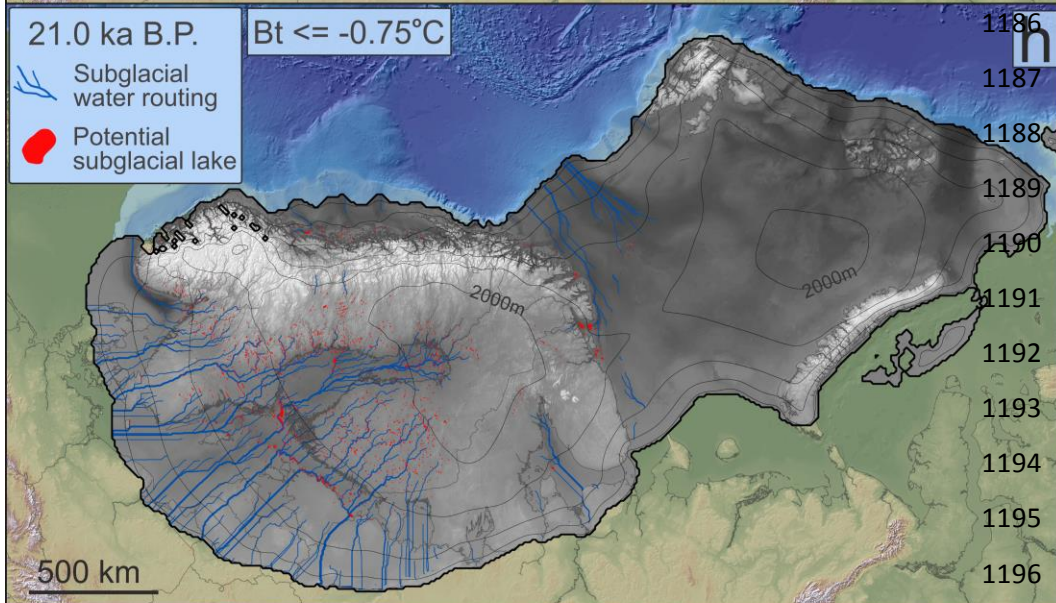 21.0 ka B.P.
Bt <= -0.75°C
h
Subglacial
water routing
Potential
subglacial lake
2000m
2000m
500 km
1186
1187
1188
1189
1190
1191
1192
1193
1194
1195
1196